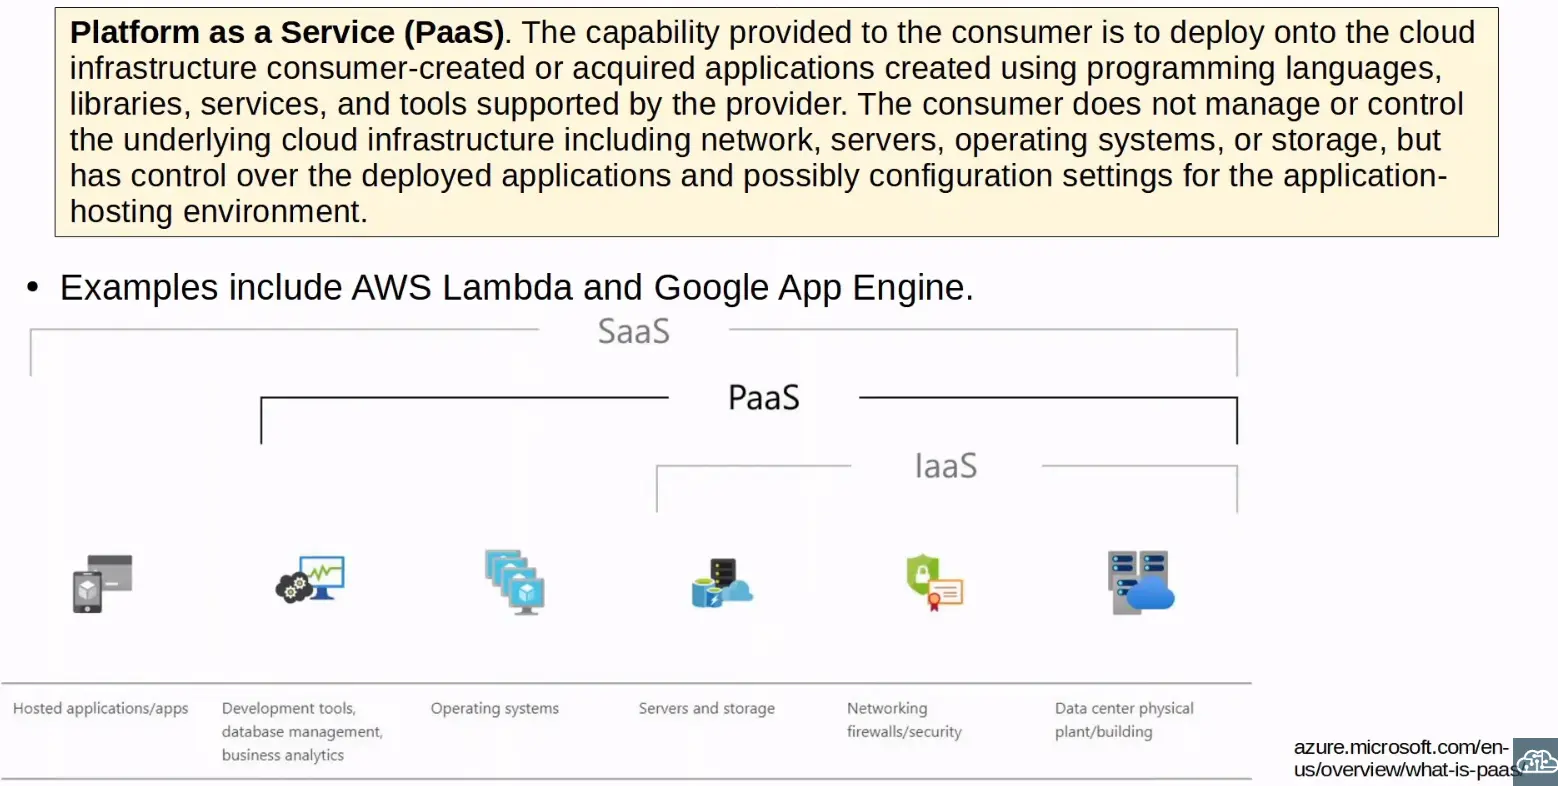 Platform as a Service (PaaS). The capability provided to the consumer is to deploy onto the cloud
infrastructure consumer-created or acquired applications created using programming languages,
libraries, services, and tools supported by the provider. The consumer does not manage or control
the underlying cloud infrastructure including network, servers, operating systems, or storage, but
has control over the deployed applications and possibly configuration settings for the application-
hosting environment.
• Examples include AWS Lambda and Google App Engine.
SaaS
PaaS
IaaS
Hosted applications/apps
Development tools,
database management,
business analytics
Operating systems
Servers and storage
Networking
firewalls/security
Data center physical
plant/building
azure.microsoft.com/en-
us/overview/what-is-paas/